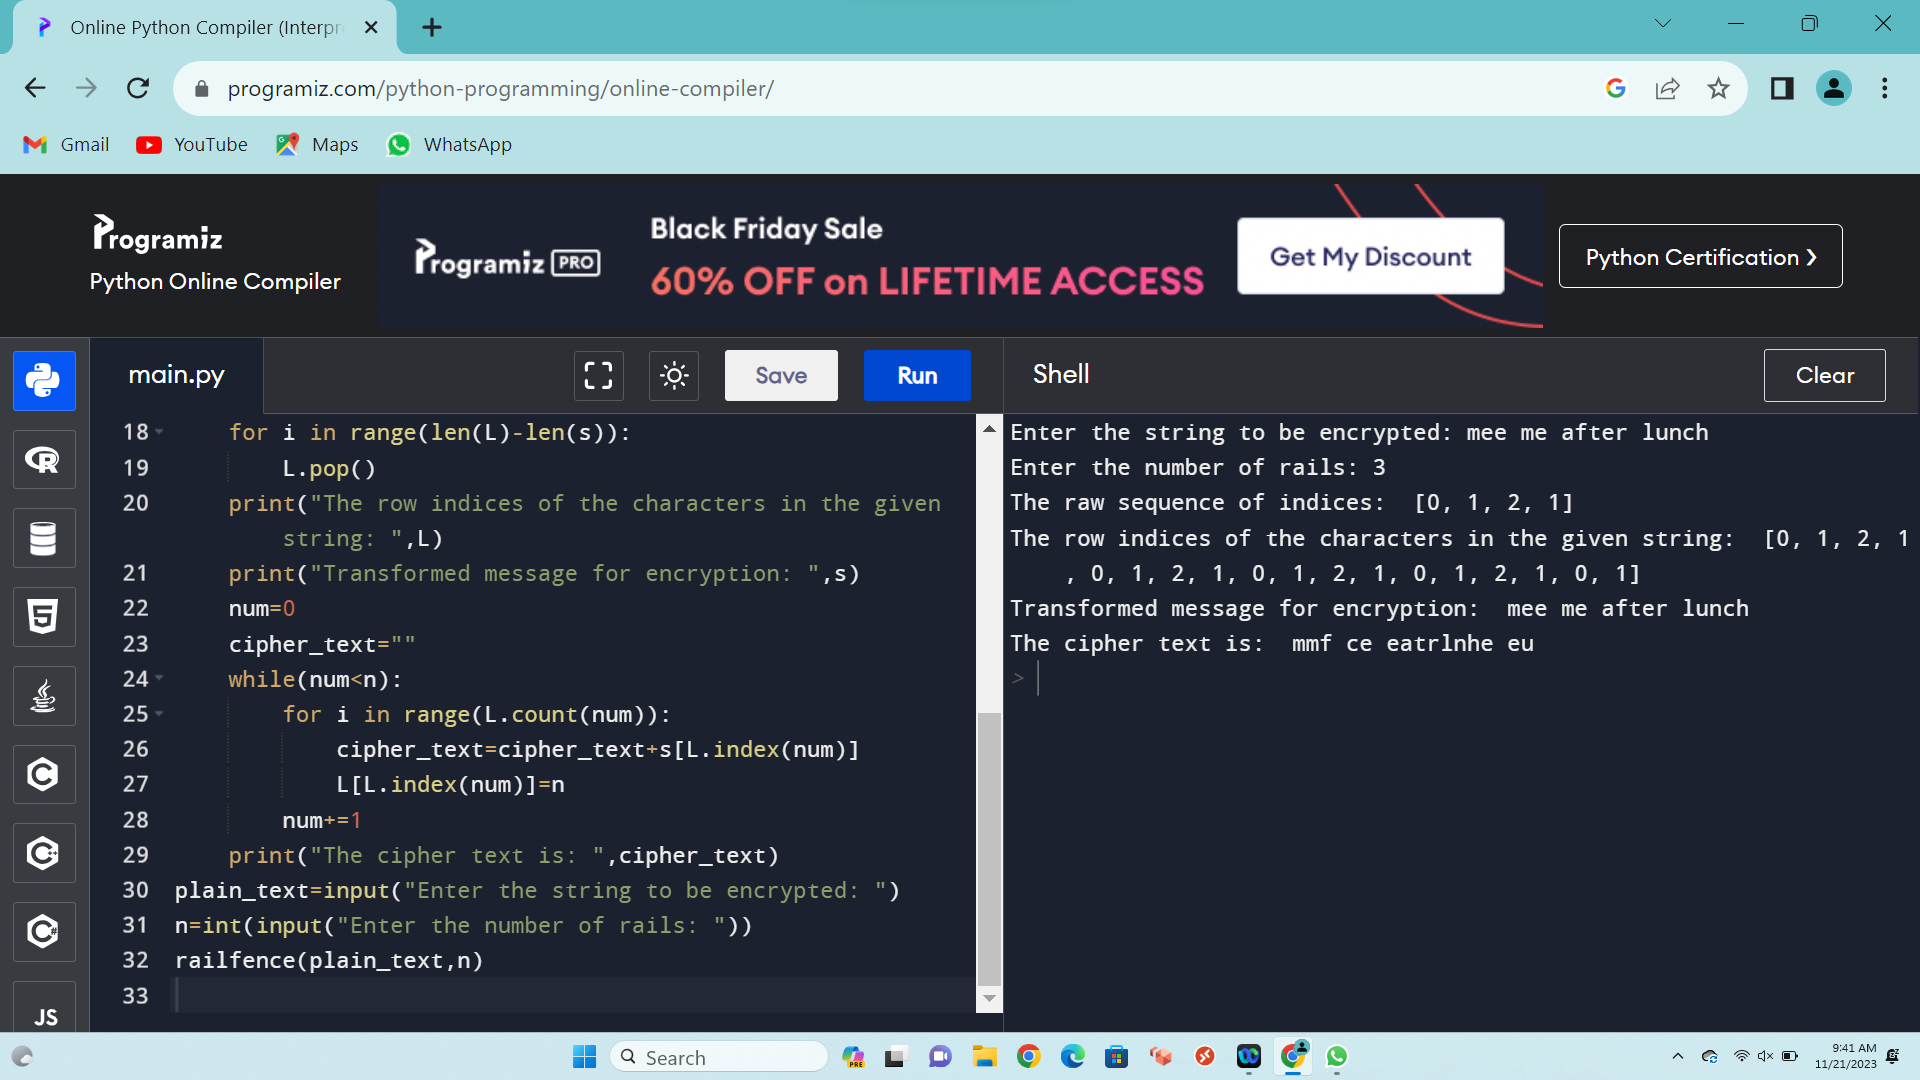 Online Python Compiler (Interpr
programiz.com/python-programming/online-compiler/
Gmail YouTube Maps WhatsApp
Programiz
Python Online Compiler
Programiz PRO
Black Friday Sale
60% OFF on LIFETIME ACCESS
Get My Discount
Python Certification ❯
main.py
Save
Run
Shell
Clear
18 for i in range(len(L)-len(s)):
19 L.pop()
20 print("The row indices of the characters in the given
string: ",L)
21 print("Transformed message for encryption: ",s)
22 num=0
23 cipher_text=""
24 while(num<n):
25 for i in range(L.count(num)):
26 cipher_text=cipher_text+s[L.index(num)]
27 L[L.index(num)]=n
28 num+=1
29 print("The cipher text is: ",cipher_text)
30 plain_text=input("Enter the string to be encrypted: ")
31 n=int(input("Enter the number of rails: "))
32 railfence(plain_text,n)
33
Enter the string to be encrypted: mee me after lunch
Enter the number of rails: 3
The raw sequence of indices:  [0, 1, 2, 1]
The row indices of the characters in the given string:  [0, 1, 2, 1
, 0, 1, 2, 1, 0, 1, 2, 1, 0, 1, 2, 1, 0, 1]
Transformed message for encryption:  mee me after lunch
The cipher text is:  mmf ce eatrlnhe eu
>
JS
Search
PRE
9:41 AM
11/21/2023